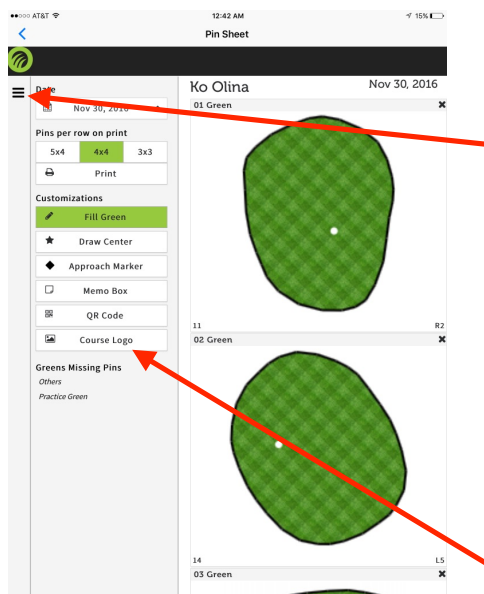 AT&T 12:42 AM 15%
Pin Sheet
Date
Nov 30, 2016
Pins per row on print
5x4 4x4 3x3
Print
Customizations
Fill Green
Draw Center
Approach Marker
Memo Box
QR Code
Course Logo
Greens Missing Pins
Others
Practice Green
Ko Olina Nov 30, 2016
01 Green
11 R2
02 Green
14 L5
03 Green